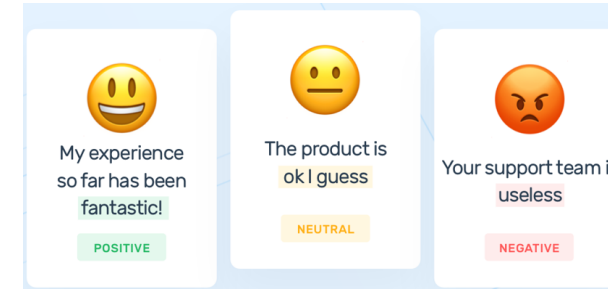 My experience
so far has been
fantastic!
POSITIVE
The product is
ok I guess
NEUTRAL
Your support team i
useless
NEGATIVE